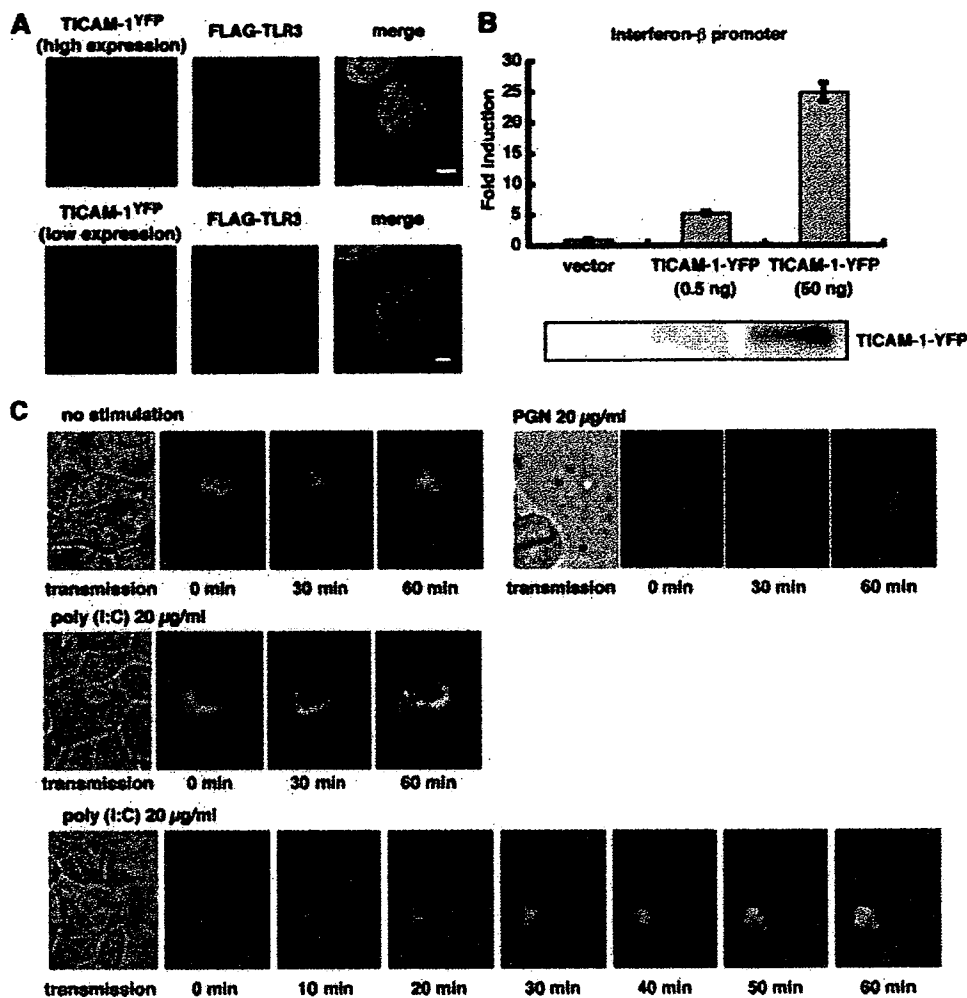 A
TICAM-1YFP
(high expression)
FLAG-TLR3
merge
TICAM-1YFP
(low expression)
FLAG-TLR3
merge
B
Interferon-β promoter
Fold induction
30
25
20
15
10
5
0
vector
TICAM-1-YFP
(0.5 ng)
TICAM-1-YFP
(50 ng)
TICAM-1-YFP
C
no stimulation
transmission 0 min 30 min 60 min
PGN 20 µg/ml
transmission 0 min 30 min 60 min
poly (I:C) 20 µg/ml
transmission 0 min 30 min 60 min
poly (I:C) 20 µg/ml
transmission 0 min 10 min 20 min 30 min 40 min 50 min 60 min